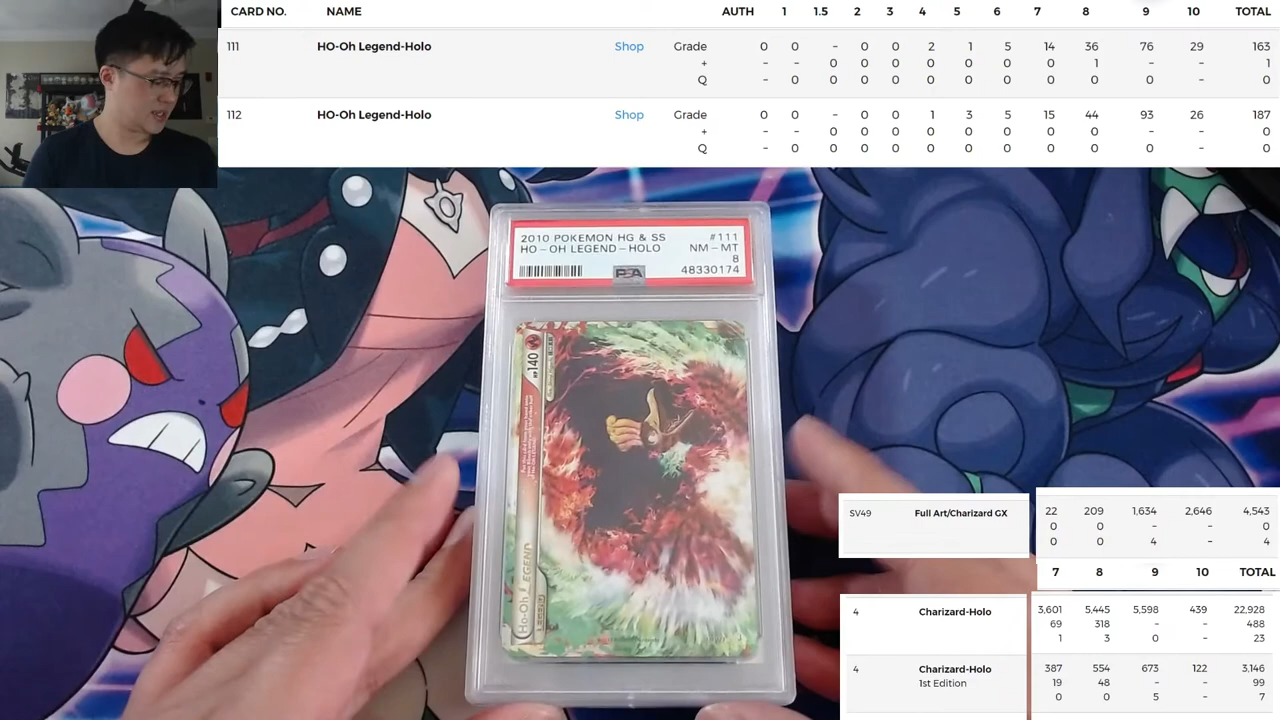 CARD NO. NAME AUTH 1 1.5 2 3 4 5 6 7 8 9 10 TOTAL
111 HO-Oh Legend-Holo Shop Grade 0 0 - 0 0 2 1 5 14 36 76 29 163
+ - - 0 0 0 0 0 0 0 1 - - 1
Q - 0 0 0 0 0 0 0 0 0 0 - 0
112 HO-Oh Legend-Holo Shop Grade 0 0 - 0 0 1 3 5 15 44 93 26 187
+ - - 0 0 0 0 0 0 0 0 - - 0
Q - 0 0 0 0 0 0 0 0 0 0 - 0
2010 POKEMON HG & SS #111
HO-OH LEGEND-HOLO NM-MT
8
PSA 48330174
HP140
Ho-Oh LEGEND
LEGEND
SV49 Full Art/Charizard GX 22 209 1,634 2,646 4,543
0 0 - - 0
0 0 4 - 4
7 8 9 10 TOTAL
4 Charizard-Holo 3,601 5,445 5,598 439 22,928
69 318 - - 488
1 3 0 - 23
4 Charizard-Holo 387 554 673 122 3,146
1st Edition 19 48 - - 99
0 0 5 - 7